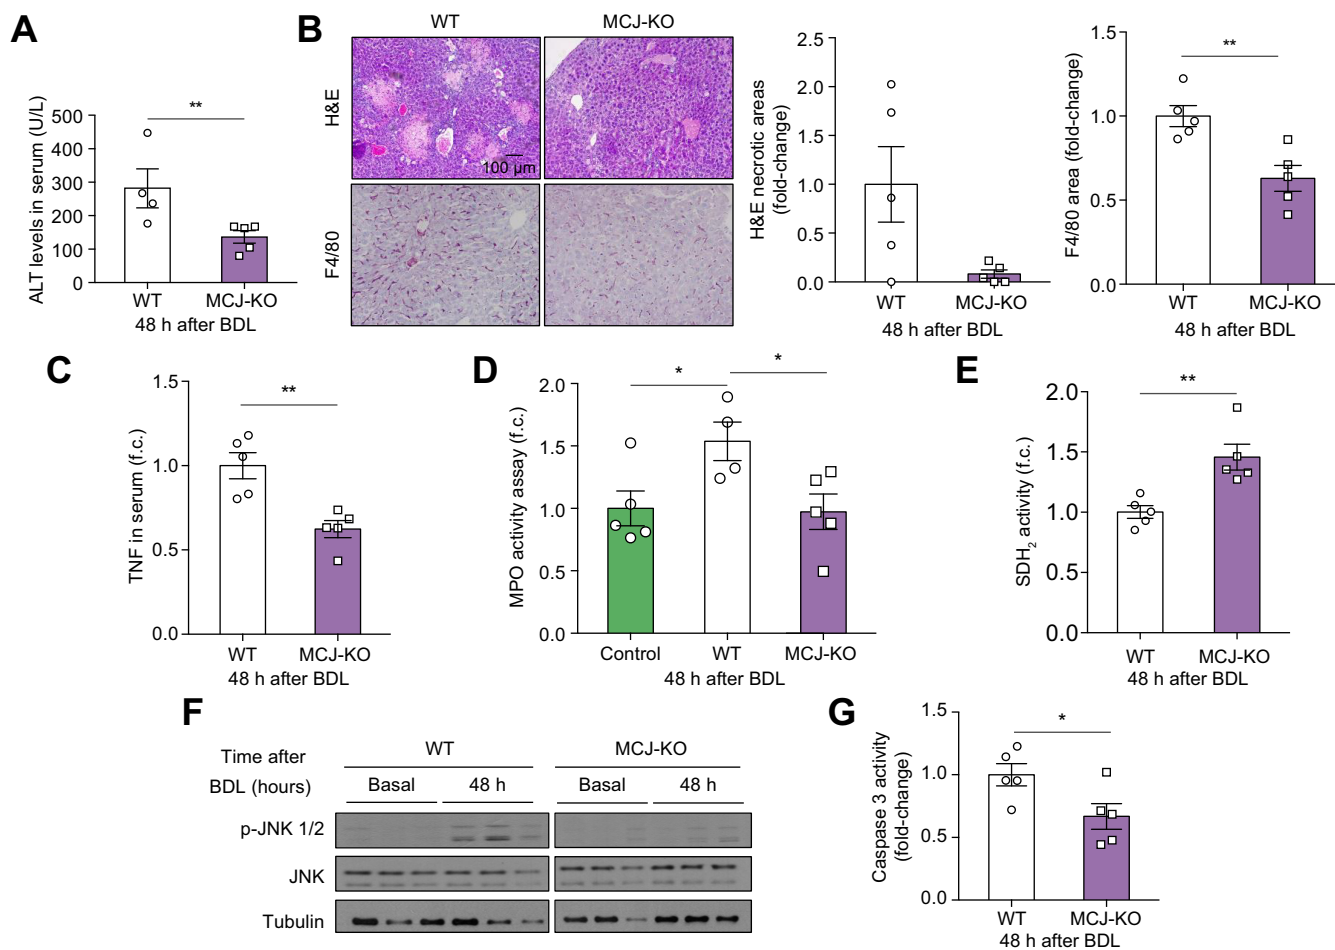 A
ALT levels in serum (U/L)
500
400
300
200
100
0
**
WT
MCJ-KO
48 h after BDL
B
WT
MCJ-KO
H&E
F4/80
100 µm
H&E necrotic areas
(fold-change)
2.5
2.0
1.5
1.0
0.5
0.0
WT
MCJ-KO
48 h after BDL
F4/80 area (fold-change)
1.5
1.0
0.5
0.0
**
WT
MCJ-KO
48 h after BDL
C
TNF in serum (f.c.)
1.5
1.0
0.5
0.0
**
WT
MCJ-KO
48 h after BDL
D
MPO activity assay (f.c.)
2.0
1.5
1.0
0.5
0.0
*
*
Control
WT
MCJ-KO
48 h after BDL
E
SDH₂ activity (f.c.)
2.0
1.5
1.0
0.5
0.0
**
WT
MCJ-KO
48 h after BDL
F
Time after
BDL (hours)
WT
MCJ-KO
Basal
48 h
Basal
48 h
p-JNK 1/2
JNK
Tubulin
G
Caspase 3 activity
(fold-change)
1.5
1.0
0.5
0.0
*
WT
MCJ-KO
48 h after BDL